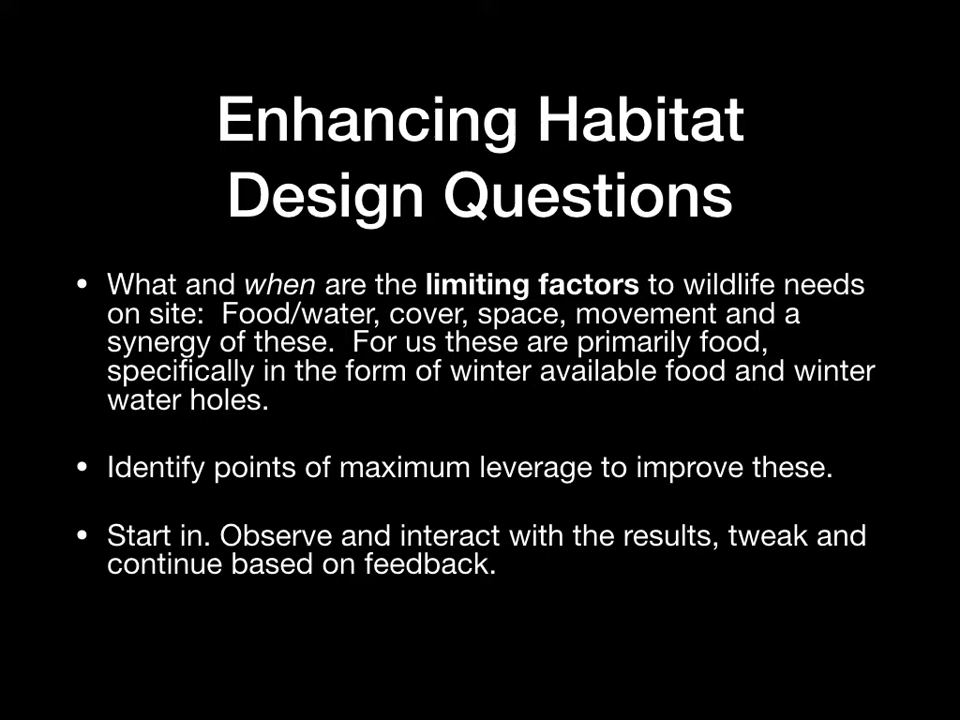 Enhancing Habitat
Design Questions
• What and when are the limiting factors to wildlife needs
on site:  Food/water, cover, space, movement and a
synergy of these.  For us these are primarily food,
specifically in the form of winter available food and winter
water holes.
• Identify points of maximum leverage to improve these.
• Start in. Observe and interact with the results, tweak and
continue based on feedback.